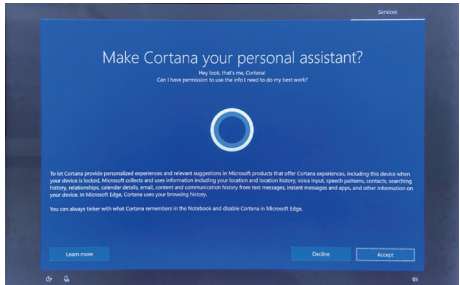 Services
Make Cortana your personal assistant?
Hey look, that's me, Cortana!
Can I have permission to use the info I need to do my best work?
To let Cortana provide personalized experiences and relevant suggestions in Microsoft products that offer Cortana experiences, including this device when
your device is locked, Microsoft collects and uses information including your location and location history, voice input, speech patterns, contacts, searching
history, relationships, calendar details, email, content and communication history from text messages, instant messages and apps, and other information on
your device. in Microsoft Edge, Cortana uses your browsing history.
You can always tinker with what Cortana remembers in the Notebook and disable Cortana in Microsoft Edge.
Learn more
Decline
Accept